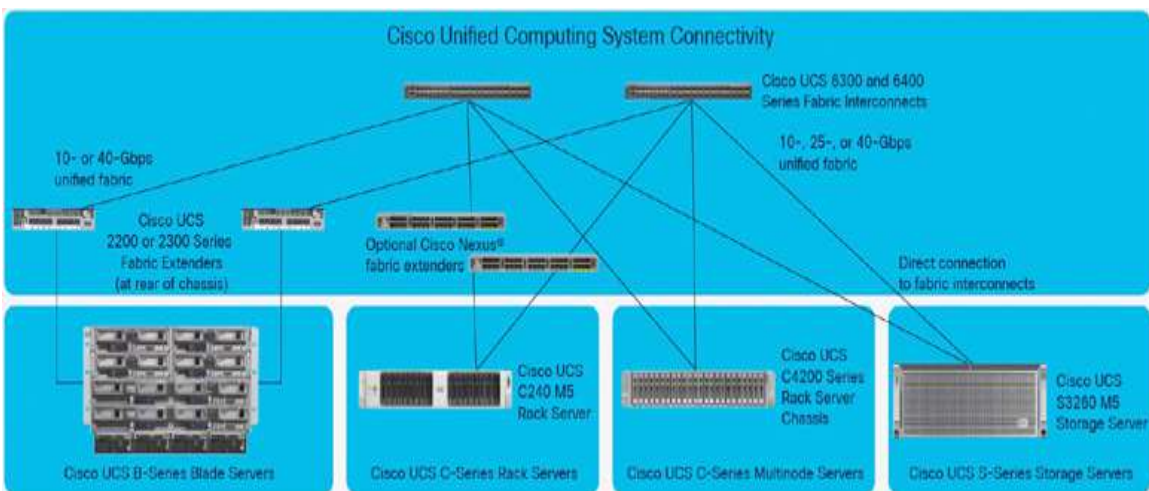 Cisco Unified Computing System Connectivity
Cisco UCS 6300 and 6400
Series Fabric Interconnects
10- or 40-Gbps
unified fabric
10-, 25-, or 40-Gbps
unified fabric
Cisco UCS
2200 or 2300 Series
Fabric Extenders
(at rear of chassis)
Optional Cisco Nexus®
fabric extenders
Direct connection
to fabric interconnects
Cisco UCS B-Series Blade Servers
Cisco UCS
C240 M5
Rack Server
Cisco UCS C-Series Rack Servers
Cisco UCS
C4200 Series
Rack Server
Chassis
Cisco UCS C-Series Multinode Servers
Cisco UCS
S3260 M5
Storage Server
Cisco UCS S-Series Storage Servers